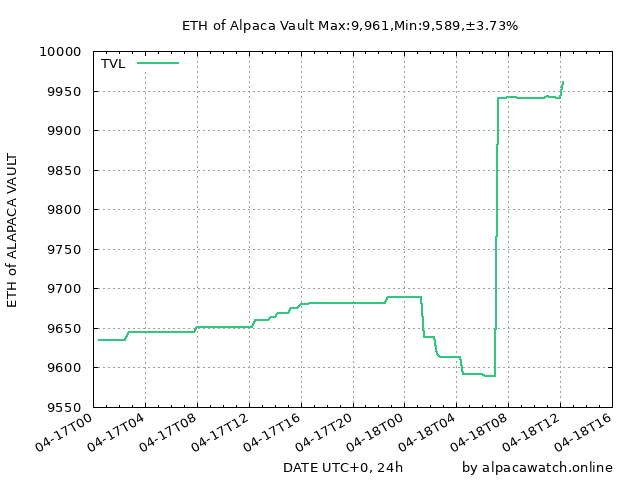 ETH of Alpaca Vault Max:9,961,Min:9,589,±3.73%
TVL
10000
9950
9900
9850
9800
9750
9700
9650
9600
9550
ETH of ALAPACA VAULT
04-17T00
04-17T04
04-17T08
04-17T12
04-17T16
04-17T20
04-18T00
04-18T04
04-18T08
04-18T12
04-18T16
DATE UTC+0, 24h
by alpacawatch.online